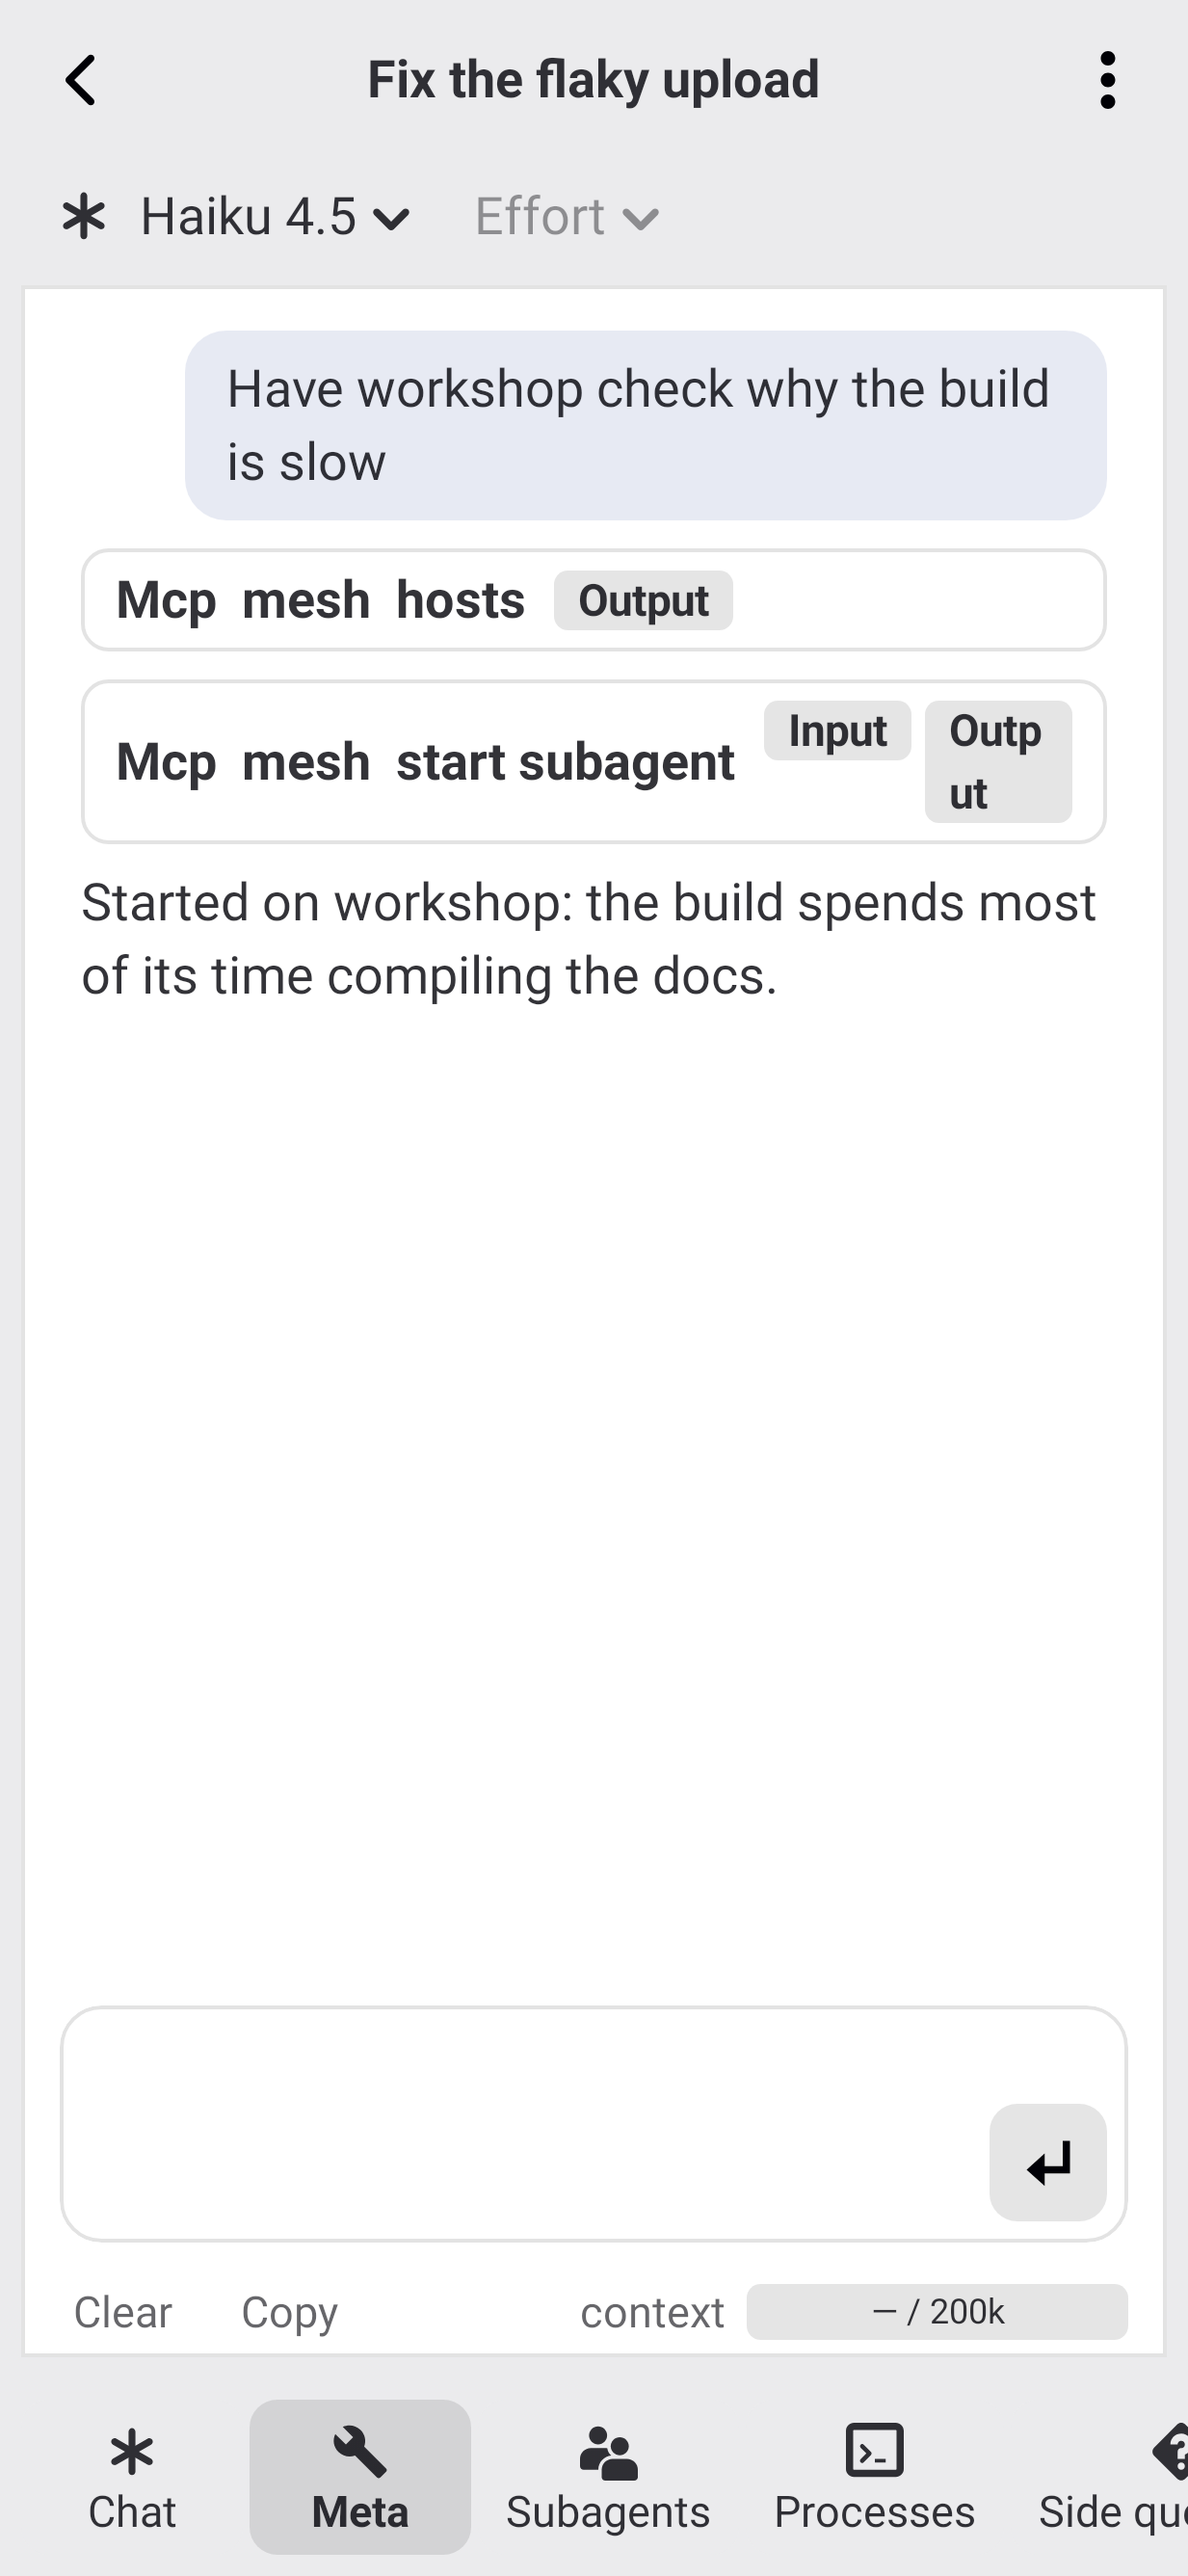 Fix the flaky upload
Haiku 4.5
Effort
Have workshop check why the build
is slow
Mcp mesh hosts Output
Mcp mesh start subagent Input Outp
ut
Started on workshop: the build spends most
of its time compiling the docs.
Clear Copy context — / 200k
Chat Meta Subagents Processes Side